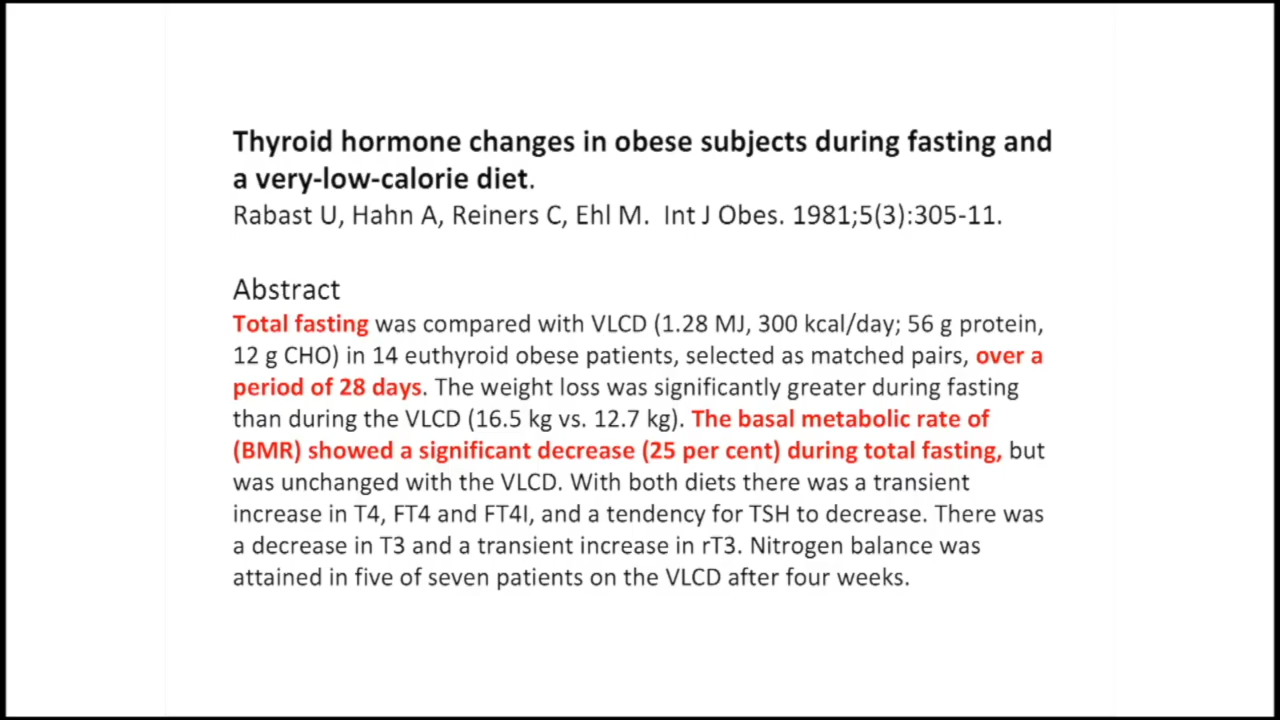 Thyroid hormone changes in obese subjects during fasting and
a very-low-calorie diet.
Rabast U, Hahn A, Reiners C, Ehl M.  Int J Obes. 1981;5(3):305-11.
Abstract
Total fasting was compared with VLCD (1.28 MJ, 300 kcal/day; 56 g protein,
12 g CHO) in 14 euthyroid obese patients, selected as matched pairs, over a
period of 28 days. The weight loss was significantly greater during fasting
than during the VLCD (16.5 kg vs. 12.7 kg). The basal metabolic rate of
(BMR) showed a significant decrease (25 per cent) during total fasting, but
was unchanged with the VLCD. With both diets there was a transient
increase in T4, FT4 and FT4I, and a tendency for TSH to decrease. There was
a decrease in T3 and a transient increase in rT3. Nitrogen balance was
attained in five of seven patients on the VLCD after four weeks.